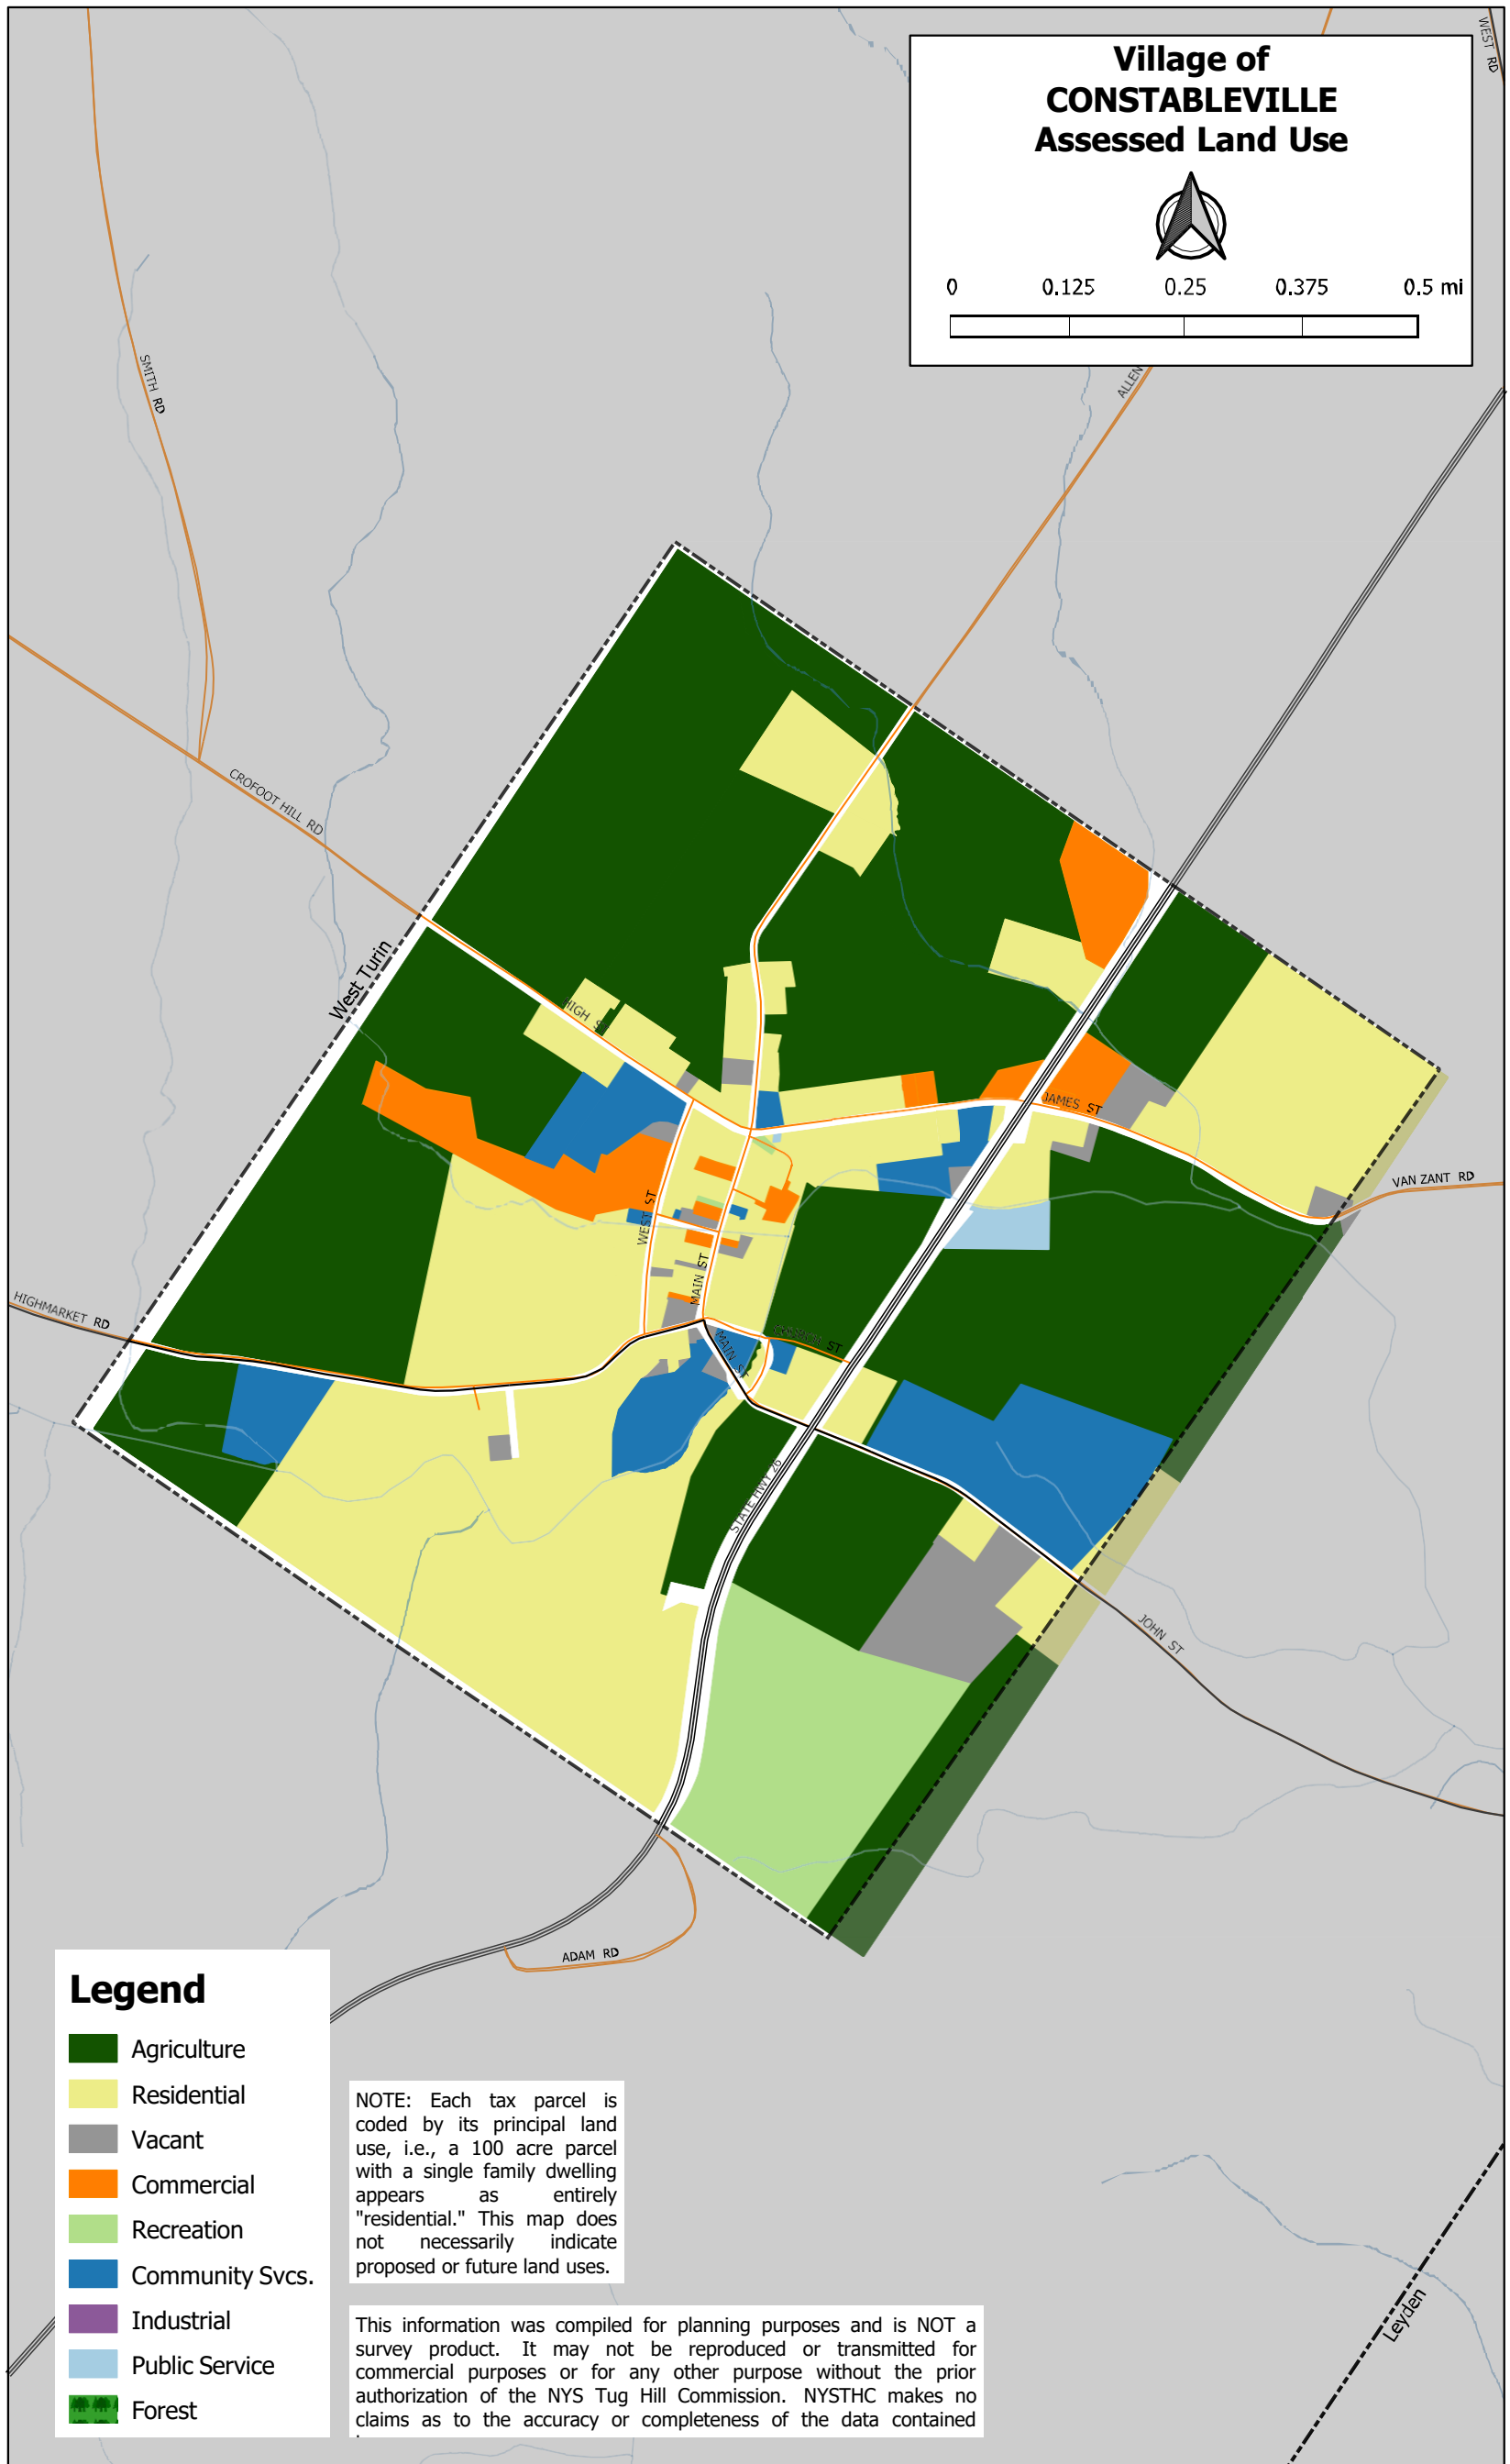 Village of
CONSTABLEVILLE
Assessed Land Use
0 0.125 0.25 0.375 0.5 mi
WEST RD
ALLEN
SMITH RD
CROFOOT HILL RD
West Turin
HIGH ST
JAMES ST
VAN ZANT RD
WEST ST
MAIN ST
HIGHMARKET RD
CHURCH ST
MAIN ST
STATE HWY 26
JOHN ST
ADAM RD
Leyden
Legend
Agriculture
Residential
Vacant
Commercial
Recreation
Community Svcs.
Industrial
Public Service
Forest
NOTE: Each tax parcel is
coded by its principal land
use, i.e., a 100 acre parcel
with a single family dwelling
appears as entirely
"residential." This map does
not necessarily indicate
proposed or future land uses.
This information was compiled for planning purposes and is NOT a
survey product. It may not be reproduced or transmitted for
commercial purposes or for any other purpose without the prior
authorization of the NYS Tug Hill Commission. NYSTHC makes no
claims as to the accuracy or completeness of the data contained